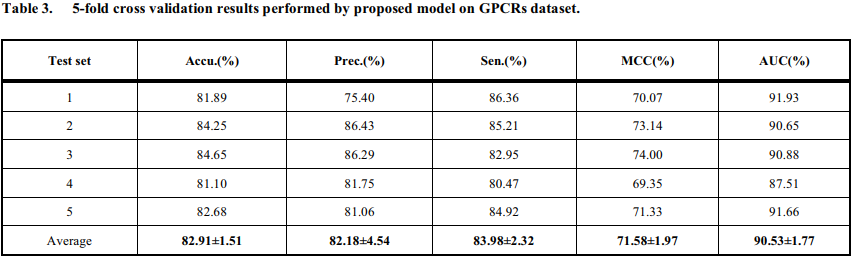 Table 3. 5-fold cross validation results performed by proposed model on GPCRs dataset.
Test set Accu.(%) Prec.(%) Sen.(%) MCC(%) AUC(%)
1 81.89 75.40 86.36 70.07 91.93
2 84.25 86.43 85.21 73.14 90.65
3 84.65 86.29 82.95 74.00 90.88
4 81.10 81.75 80.47 69.35 87.51
5 82.68 81.06 84.92 71.33 91.66
Average 82.91±1.51 82.18±4.54 83.98±2.32 71.58±1.97 90.53±1.77